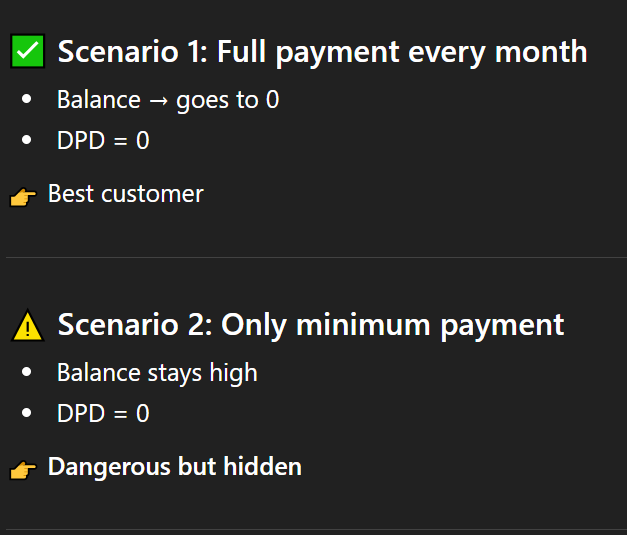 ✅ Scenario 1: Full payment every month
• Balance → goes to 0
• DPD = 0
👉 Best customer
⚠️ Scenario 2: Only minimum payment
• Balance stays high
• DPD = 0
👉 Dangerous but hidden